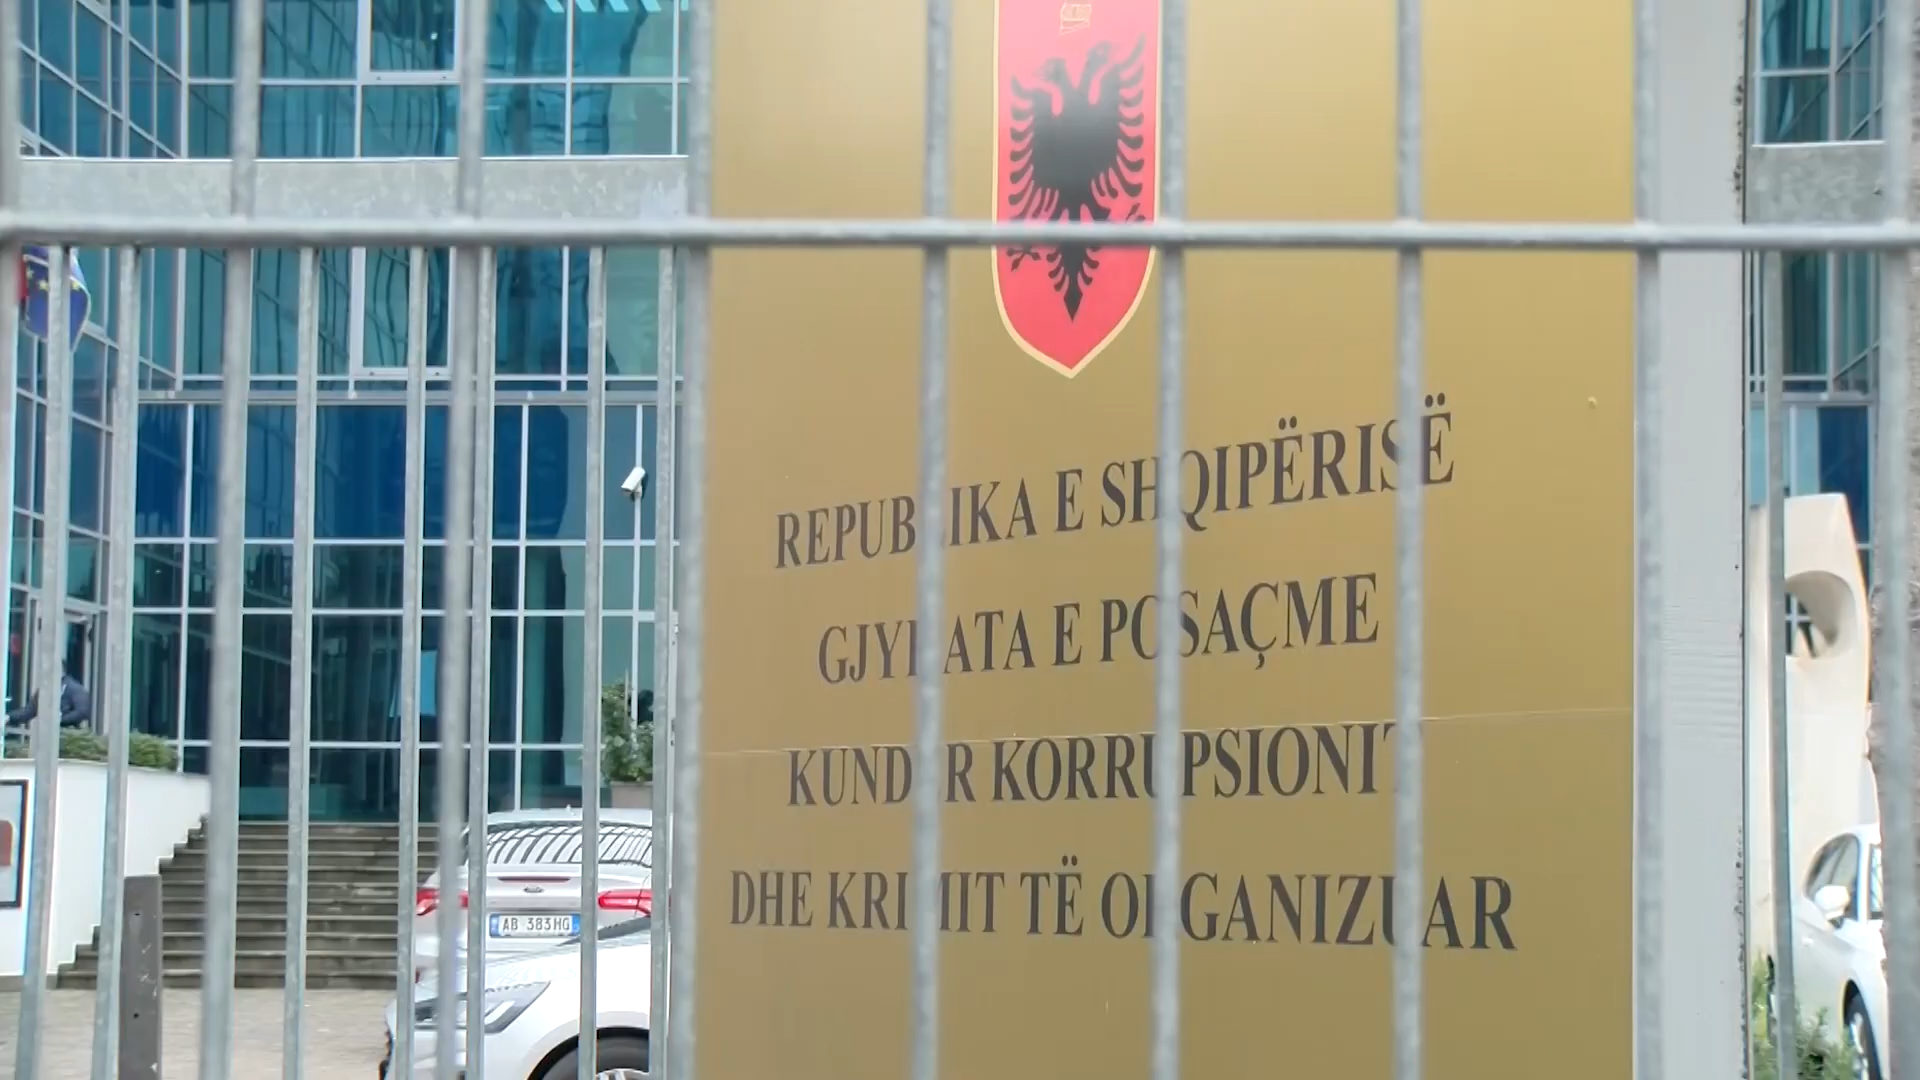 REPUBLIKA E SHQIPËRISË
GJYKATA E POSAÇME
KUNDËR KORRUPSIONIT
DHE KRIMIT TË ORGANIZUAR
AB 383HG